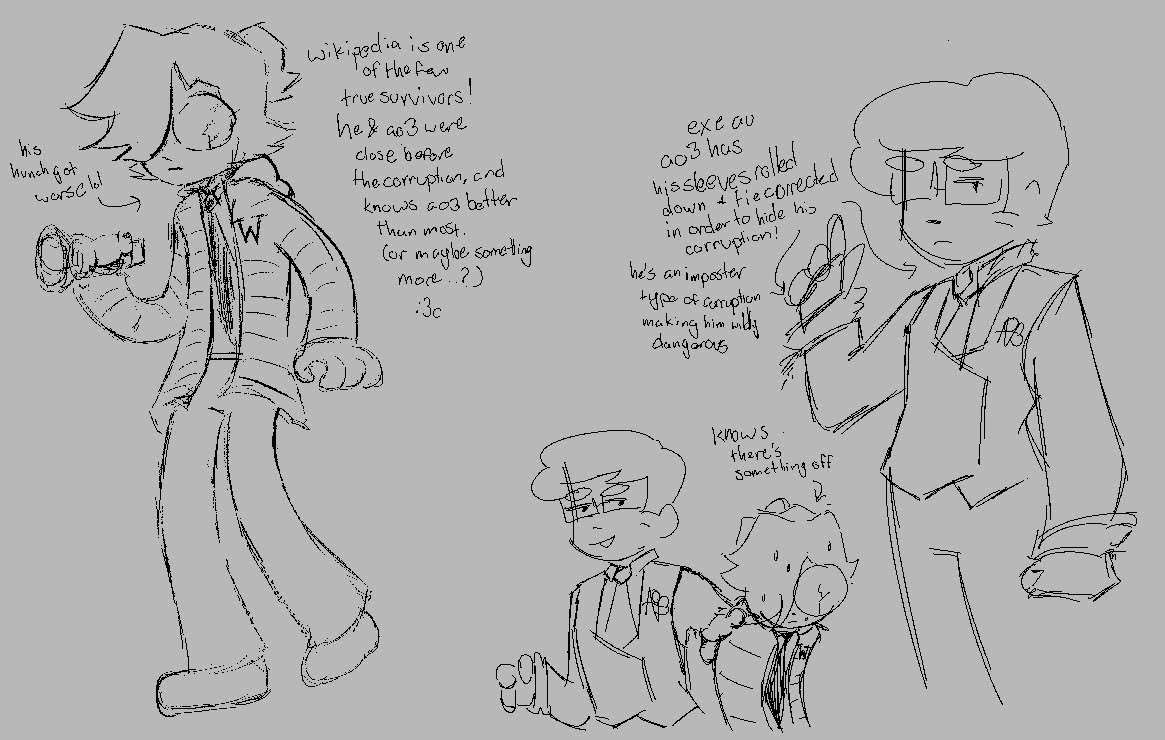 wikipedia is one
of the few
true survivors!
he & ao3 were
close before
the corruption, and
knows ao3 better
than most.
(or maybe something
more..?)
:3c
his
hunch got
worse lol
W
exe au
ao3 has
his sleeves rolled
down & tie corrected
in order to hide his
corruption!
he's an imposter
type of corruption
making him wildly
dangerous
knows
there's
something off